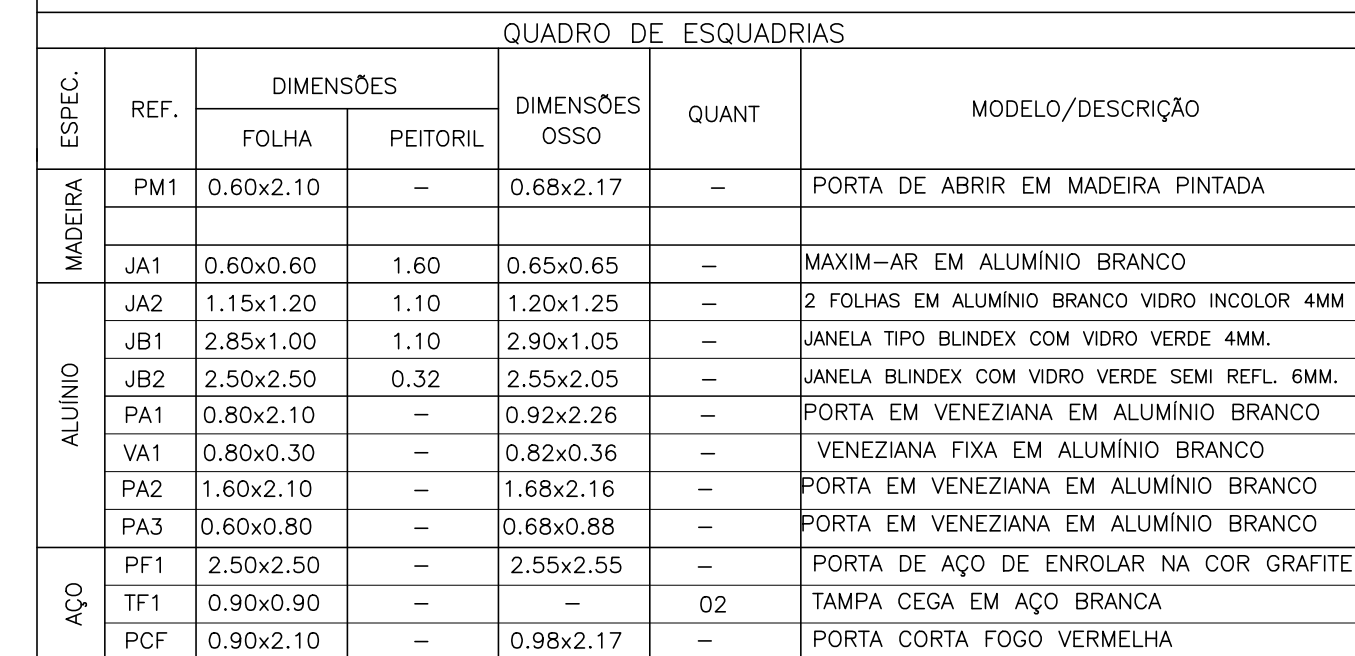 QUADRO DE ESQUADRIAS
ESPEC. REF. DIMENSÕES DIMENSÕES OSSO QUANT MODELO/DESCRIÇÃO
FOLHA PEITORIL
MADEIRA
PM1 0.60x2.10 – 0.68x2.17 – PORTA DE ABRIR EM MADEIRA PINTADA
JA1 0.60x0.60 1.60 0.65x0.65 – MAXIM–AR EM ALUMÍNIO BRANCO
ALUÍNIO
JA2 1.15x1.20 1.10 1.20x1.25 – 2 FOLHAS EM ALUMÍNIO BRANCO VIDRO INCOLOR 4MM
JB1 2.85x1.00 1.10 2.90x1.05 – JANELA TIPO BLINDEX COM VIDRO VERDE 4MM.
JB2 2.50x2.50 0.32 2.55x2.05 – JANELA BLINDEX COM VIDRO VERDE SEMI REFL. 6MM.
PA1 0.80x2.10 – 0.92x2.26 – PORTA EM VENEZIANA EM ALUMÍNIO BRANCO
VA1 0.80x0.30 – 0.82x0.36 – VENEZIANA FIXA EM ALUMÍNIO BRANCO
PA2 1.60x2.10 – 1.68x2.16 – PORTA EM VENEZIANA EM ALUMÍNIO BRANCO
PA3 0.60x0.80 – 0.68x0.88 – PORTA EM VENEZIANA EM ALUMÍNIO BRANCO
AÇO
PF1 2.50x2.50 – 2.55x2.55 – PORTA DE AÇO DE ENROLAR NA COR GRAFITE
TF1 0.90x0.90 – – 02 TAMPA CEGA EM AÇO BRANCA
PCF 0.90x2.10 – 0.98x2.17 – PORTA CORTA FOGO VERMELHA